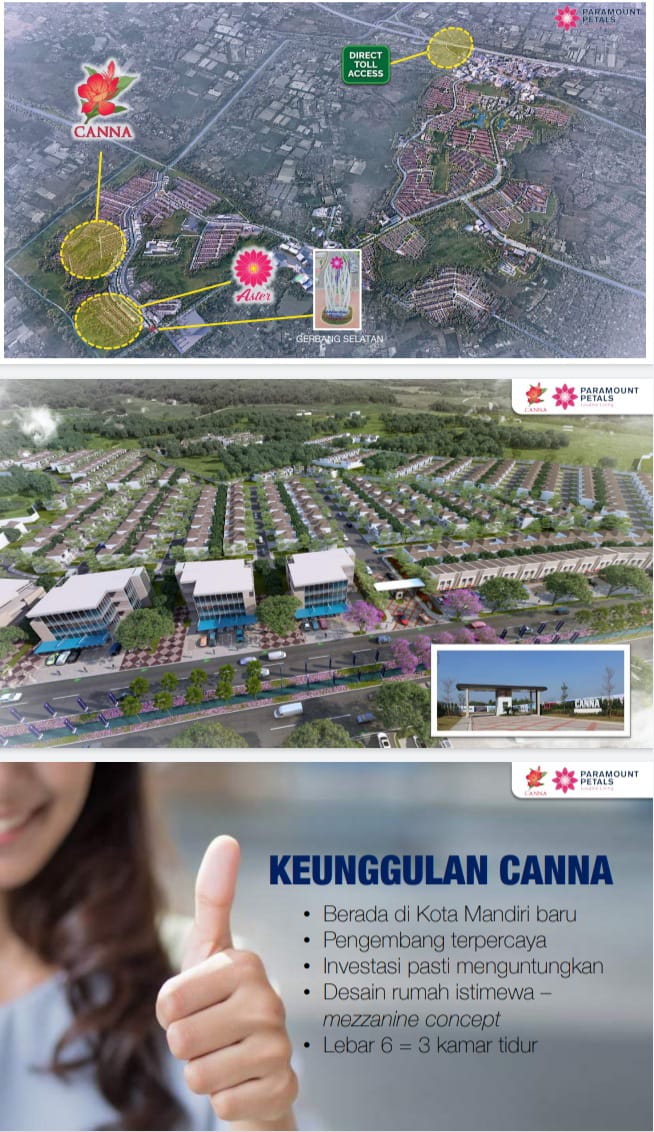 PARAMOUNT
PETALS
DIRECT
TOLL
ACCESS
CANNA
Aster
GERBANG SELATAN
CANNA
PARAMOUNT
PETALS
CANNA
CANNA
PARAMOUNT
PETALS
KEUNGGULAN CANNA
• Berada di Kota Mandiri baru
• Pengembang terpercaya
• Investasi pasti menguntungkan
• Desain rumah istimewa –
mezzanine concept
• Lebar 6 = 3 kamar tidur